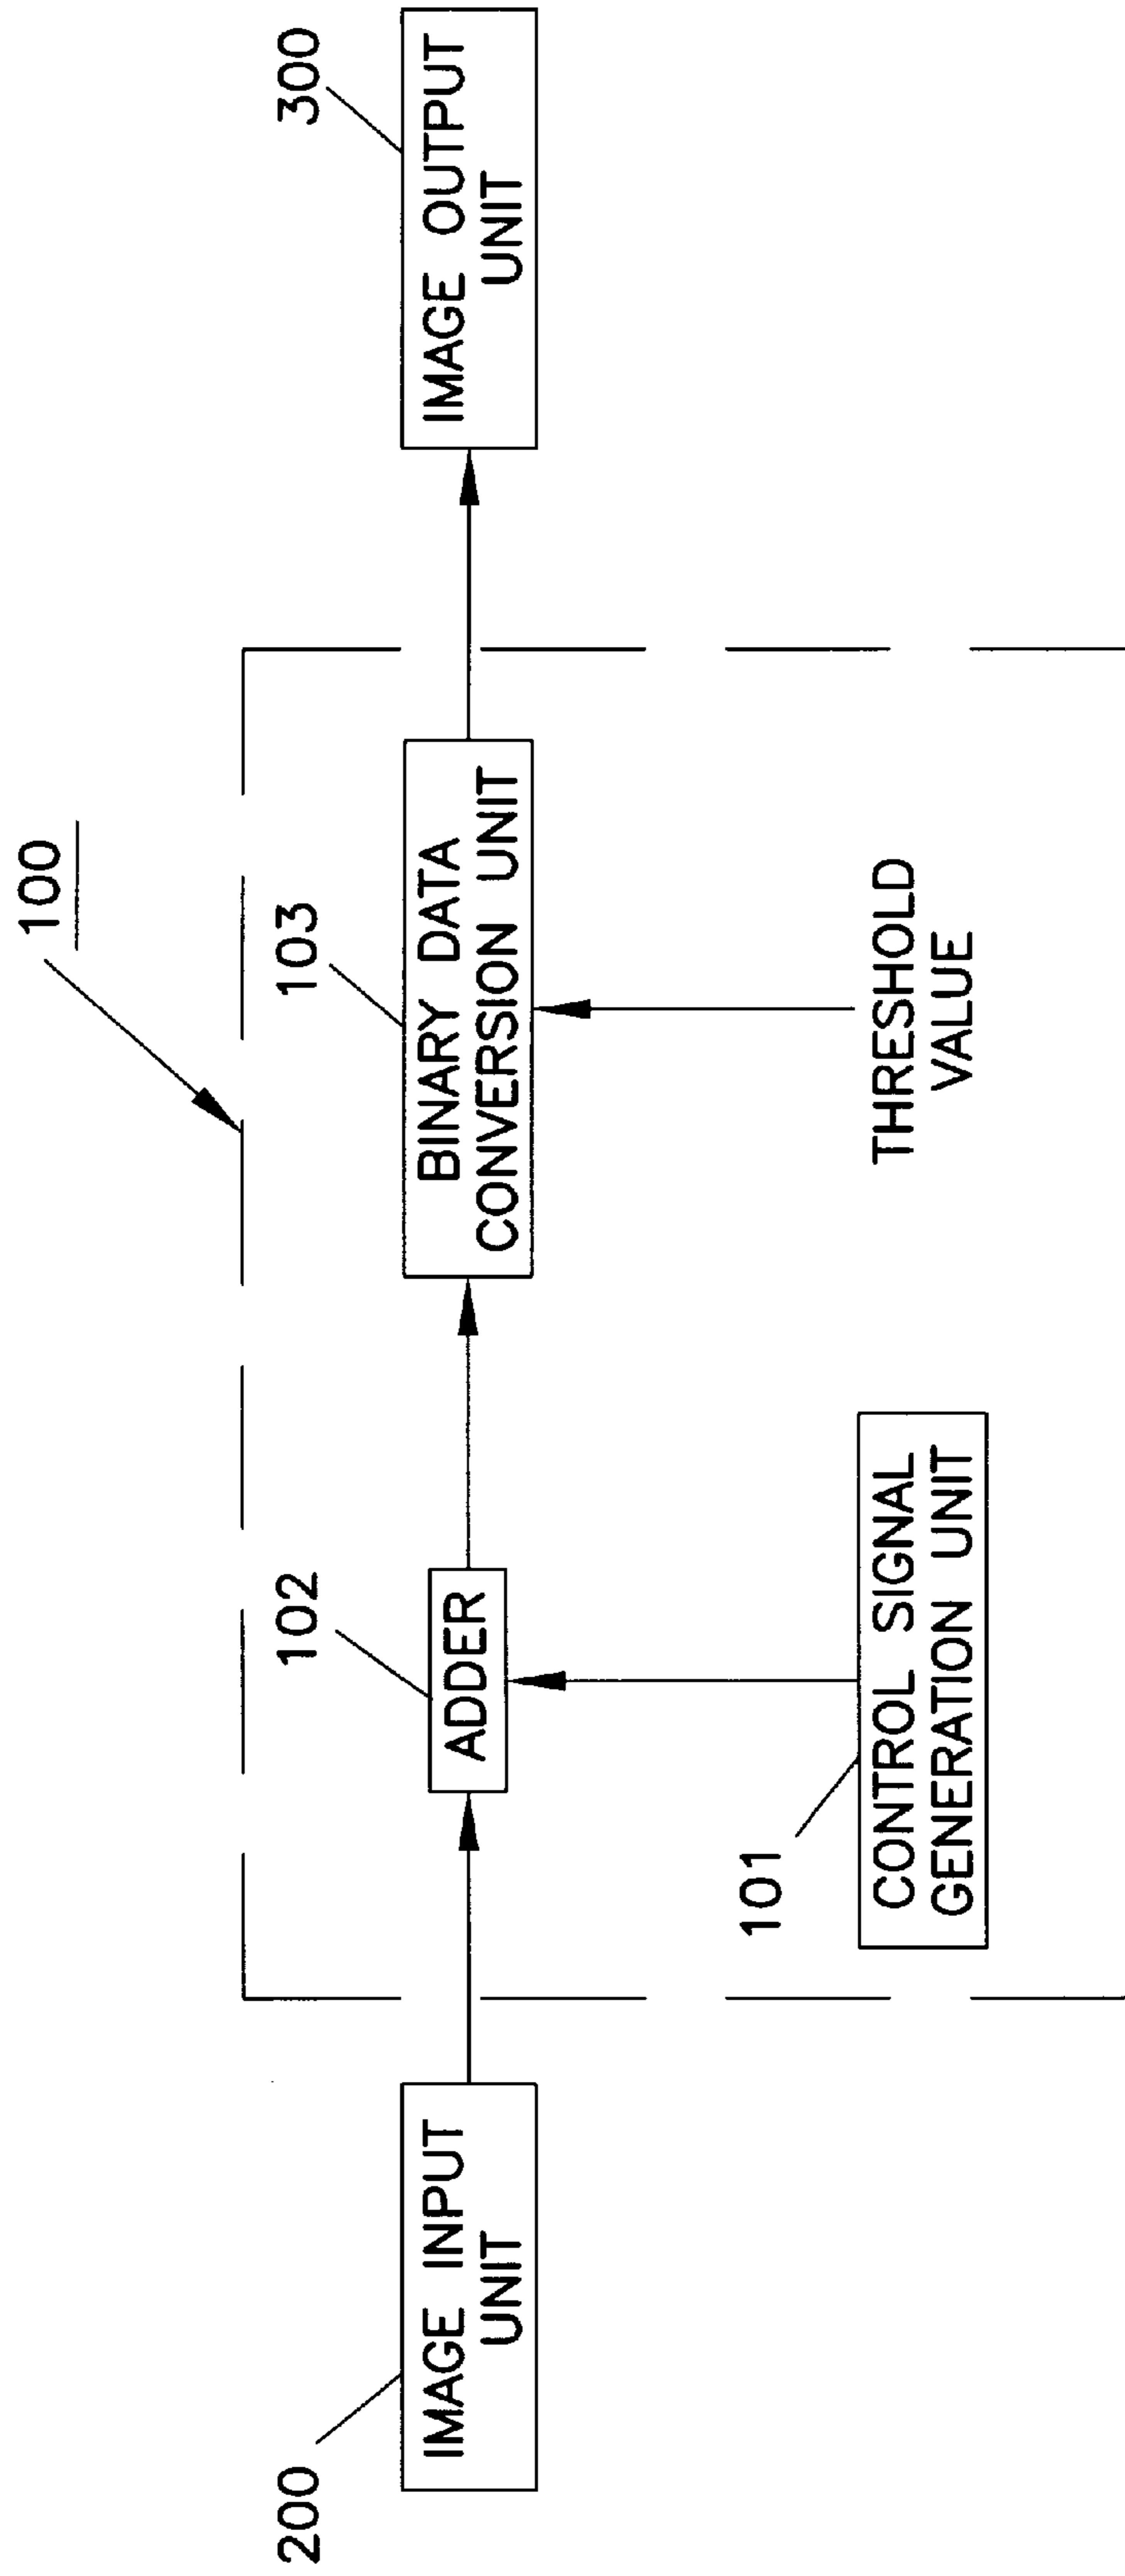 100
200
IMAGE INPUT
UNIT
102
ADDER
103
BINARY DATA
CONVERSION UNIT
300
IMAGE OUTPUT
UNIT
101
CONTROL SIGNAL
GENERATION UNIT
THRESHOLD
VALUE